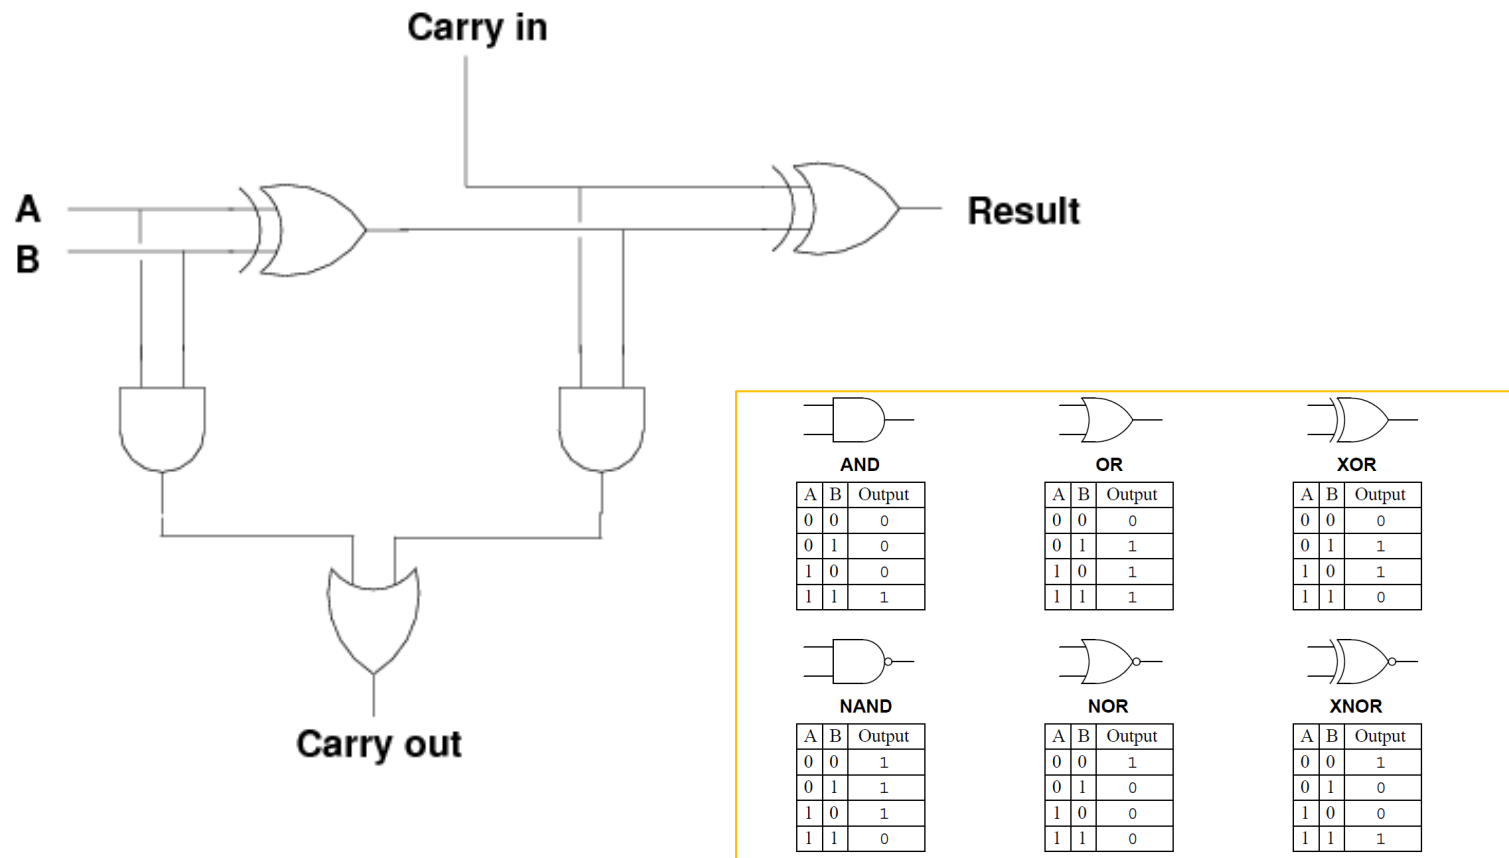 Carry in
A
B
Result
Carry out
AND
A B Output
0 0 0
0 1 0
1 0 0
1 1 1
OR
A B Output
0 0 0
0 1 1
1 0 1
1 1 1
XOR
A B Output
0 0 0
0 1 1
1 0 1
1 1 0
NAND
A B Output
0 0 1
0 1 1
1 0 1
1 1 0
NOR
A B Output
0 0 1
0 1 0
1 0 0
1 1 0
XNOR
A B Output
0 0 1
0 1 0
1 0 0
1 1 1